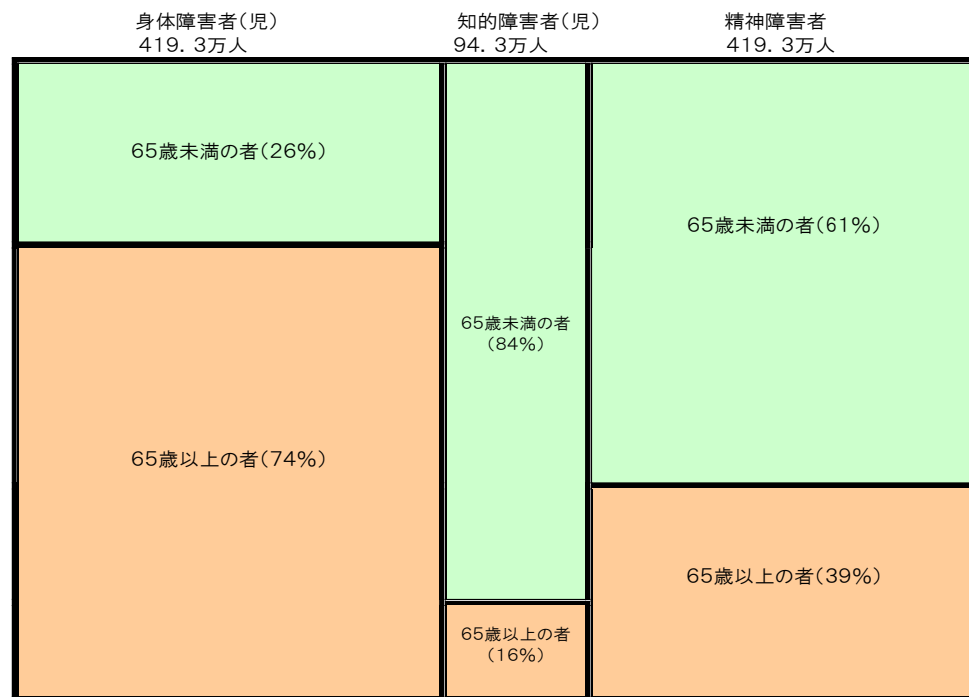 身体障害者(児)
419.3万人
知的障害者(児)
94.3万人
精神障害者
419.3万人
65歳未満の者(26%)
65歳以上の者(74%)
65歳未満の者
(84%)
65歳以上の者
(16%)
65歳未満の者(61%)
65歳以上の者(39%)